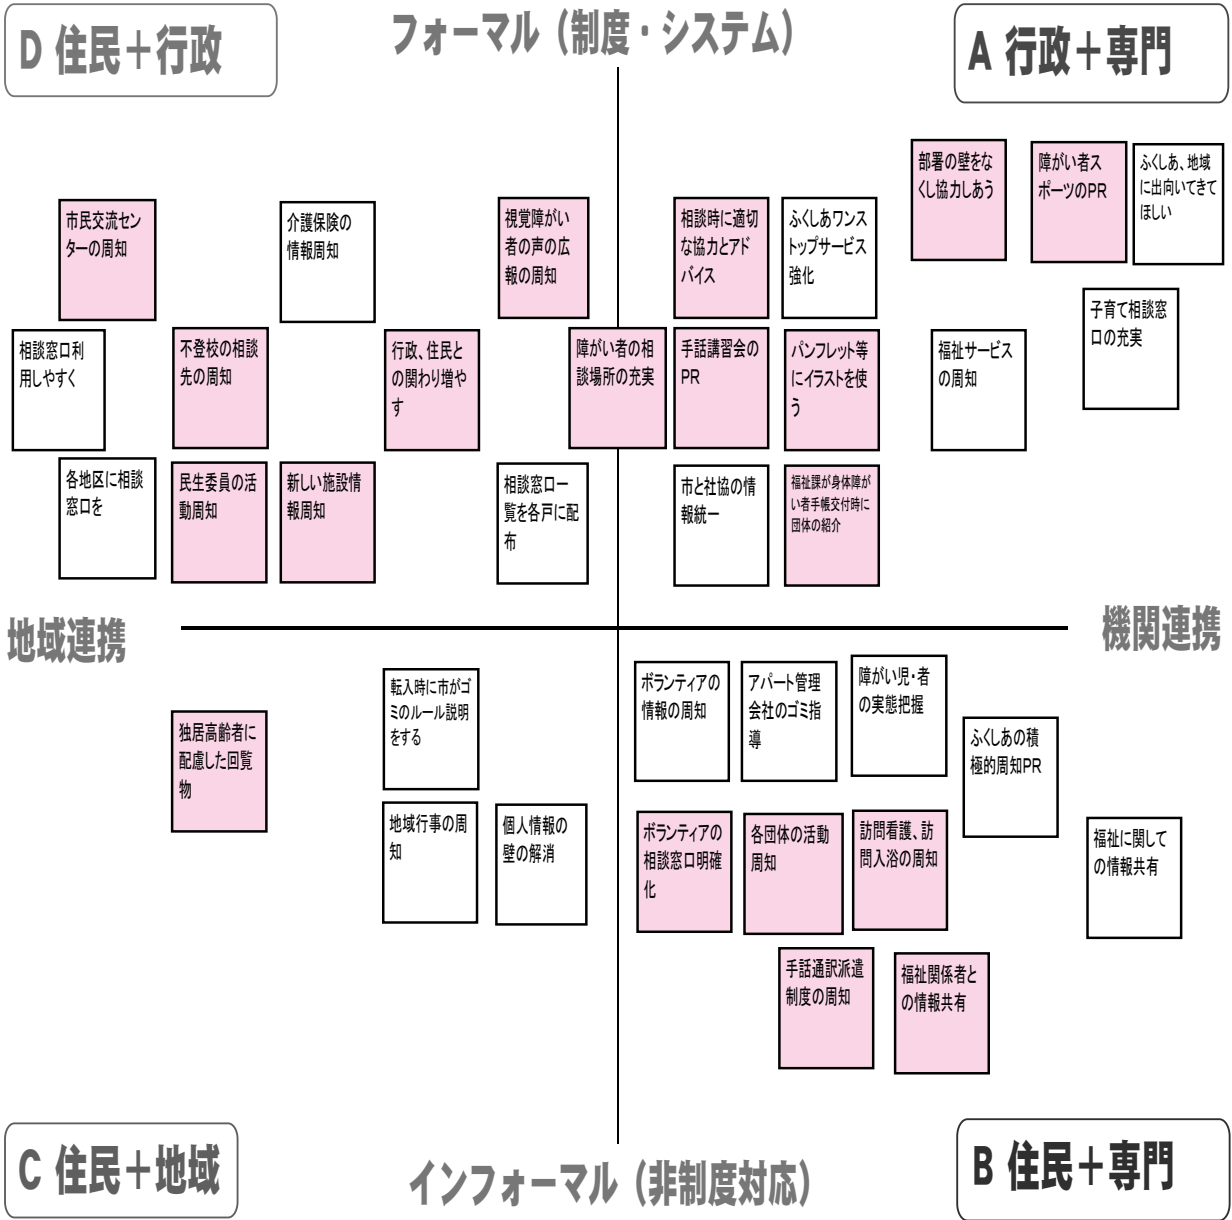 D 住民＋行政
フォーマル（制度・システム）
A 行政＋専門
部署の壁をな
くし協力しあう
障がい者ス
ポーツのPR
ふくしあ、地域
に出向いてきて
ほしい
市民交流セン
ターの周知
介護保険の
情報周知
視覚障がい
者の声の広
報の周知
相談時に適切
な協力とアド
バイス
ふくしあワンス
トップサービス
強化
子育て相談窓
口の充実
相談窓口利
用しやすく
不登校の相談
先の周知
行政、住民と
の関わり増や
す
障がい者の相
談場所の充実
手話講習会の
PR
パンフレット等
にイラストを使
う
福祉サービス
の周知
各地区に相談
窓口を
民生委員の活
動周知
新しい施設情
報周知
相談窓口一
覧を各戸に配
布
市と社協の情
報統一
福祉課が身体障が
い者手帳交付時に
団体の紹介
地域連携
機関連携
独居高齢者に
配慮した回覧
物
転入時に市がゴ
ミのルール説明
をする
ボランティアの
情報の周知
アパート管理
会社のゴミ指
導
障がい児・者
の実態把握
ふくしあの積
極的周知PR
地域行事の周
知
個人情報の
壁の解消
ボランティアの
相談窓口明確
化
各団体の活動
周知
訪問看護、訪
問入浴の周知
福祉に関して
の情報共有
手話通訳派遣
制度の周知
福祉関係者と
の情報共有
C 住民＋地域
インフォーマル（非制度対応）
B 住民＋専門